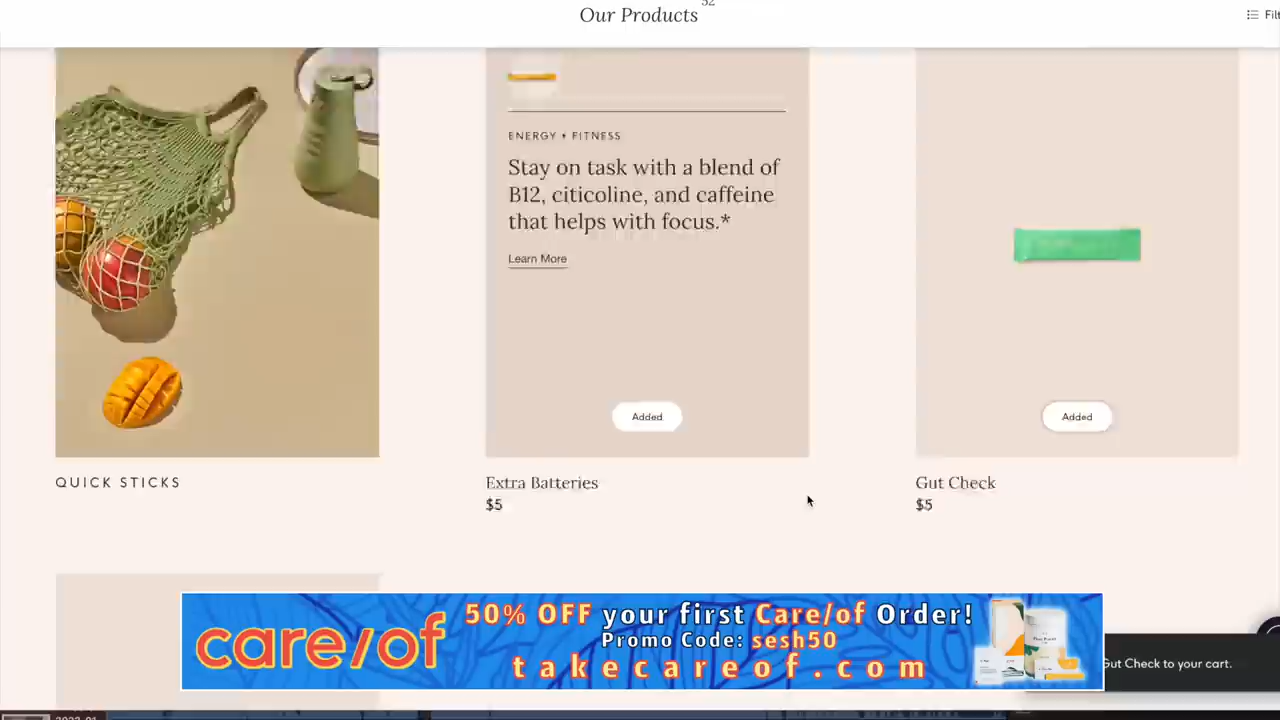 Our Products
52
ENERGY + FITNESS
Stay on task with a blend of
B12, citicoline, and caffeine
that helps with focus.*
Learn More
Added
Added
QUICK STICKS
Extra Batteries
$5
Gut Check
$5
care/of
50% OFF your first Care/of Order!
Promo Code: sesh50
takecareof.com
Gut Check to your cart.